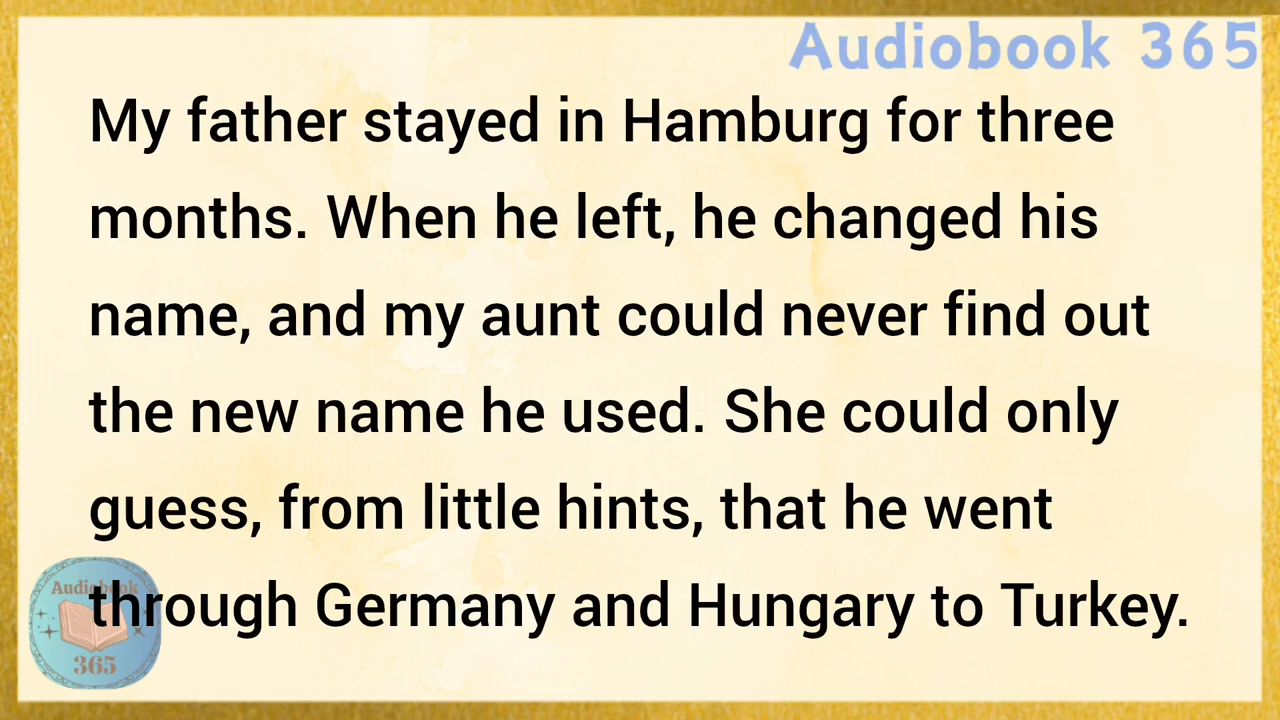 Audiobook 365
My father stayed in Hamburg for three
months. When he left, he changed his
name, and my aunt could never find out
the new name he used. She could only
guess, from little hints, that he went
through Germany and Hungary to Turkey.
Audiobook
365